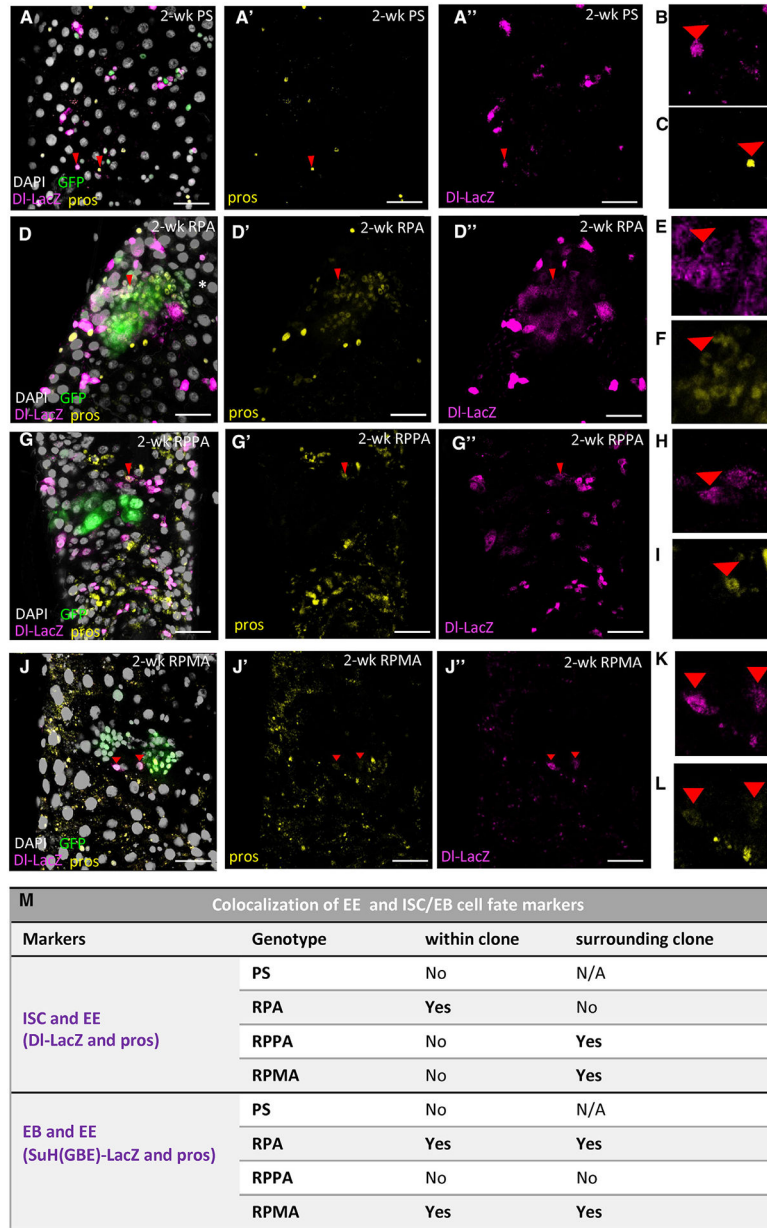 A 2-wk PS
DAPI GFP
Dl-LacZ pros
A' 2-wk PS
pros
A'' 2-wk PS
Dl-LacZ
B
C
D 2-wk RPA
*
DAPI GFP
Dl-LacZ pros
D' 2-wk RPA
pros
D'' 2-wk RPA
Dl-LacZ
E
F
G 2-wk RPPA
DAPI GFP
Dl-LacZ pros
G' 2-wk RPPA
pros
G'' 2-wk RPPA
Dl-LacZ
H
I
J 2-wk RPMA
DAPI GFP
Dl-LacZ pros
J' 2-wk RPMA
pros
J'' 2-wk RPMA
Dl-LacZ
K
L
M Colocalization of EE and ISC/EB cell fate markers
Markers Genotype within clone surrounding clone
ISC and EE
(Dl-LacZ and pros)
PS No N/A
RPA Yes No
RPPA No Yes
RPMA No Yes
EB and EE
(SuH(GBE)-LacZ and pros)
PS No N/A
RPA Yes Yes
RPPA No No
RPMA Yes Yes